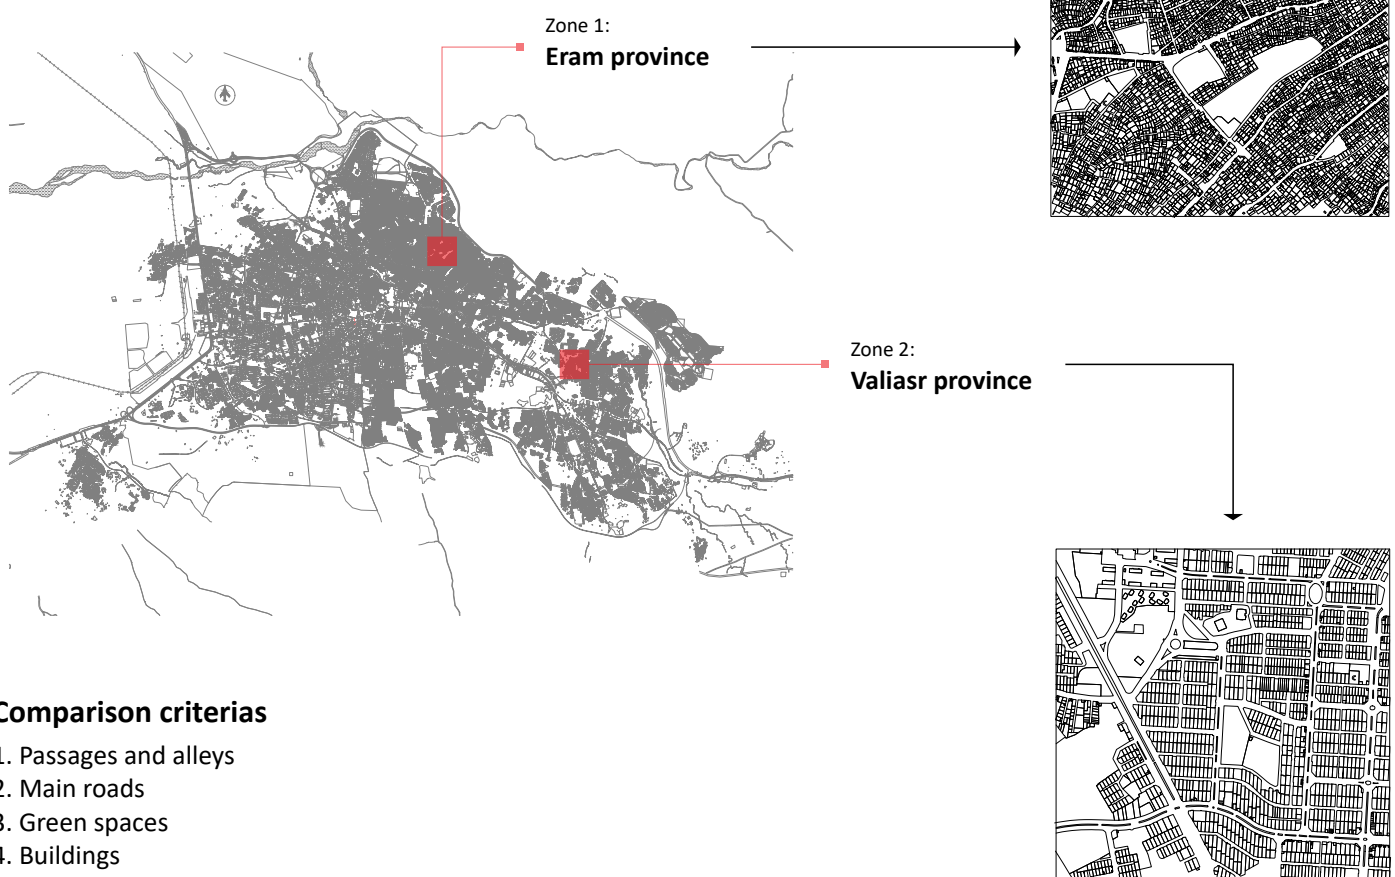 Zone 1:
Eram province
Zone 2:
Valiasr province
Comparison criterias
1. Passages and alleys
2. Main roads
3. Green spaces
4. Buildings